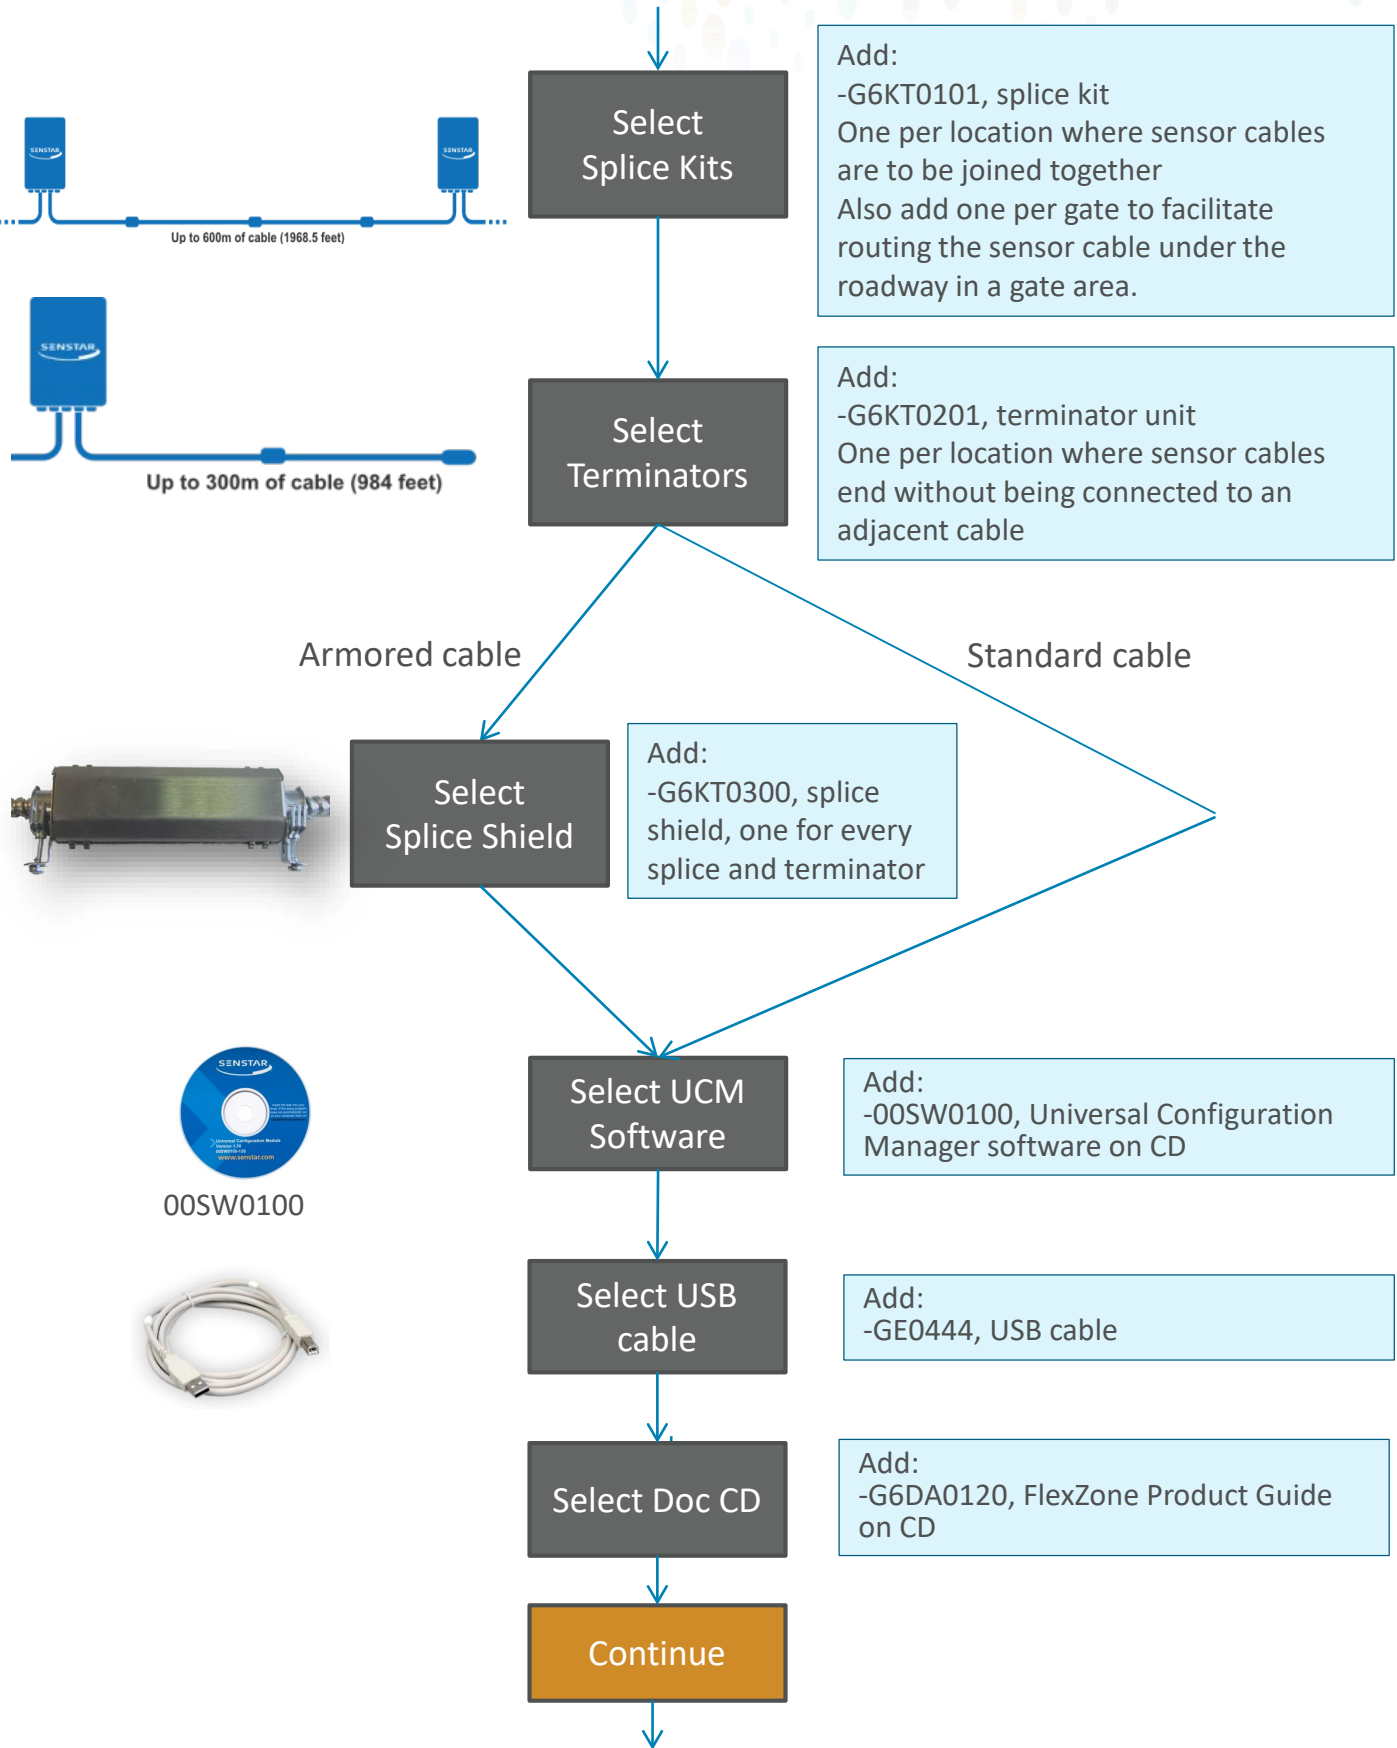 Select
Splice Kits
Add:
-G6KT0101, splice kit
One per location where sensor cables
are to be joined together
Also add one per gate to facilitate
routing the sensor cable under the
roadway in a gate area.
SENSTAR
SENSTAR
Up to 600m of cable (1968.5 feet)
SENSTAR
Up to 300m of cable (984 feet)
Select
Terminators
Add:
-G6KT0201, terminator unit
One per location where sensor cables
end without being connected to an
adjacent cable
Armored cable
Standard cable
Select
Splice Shield
Add:
-G6KT0300, splice
shield, one for every
splice and terminator
SENSTAR
Universal Configuration Module
www.senstar.com
00SW0100
Select UCM
Software
Add:
-00SW0100, Universal Configuration
Manager software on CD
Select USB
cable
Add:
-GE0444, USB cable
Select Doc CD
Add:
-G6DA0120, FlexZone Product Guide
on CD
Continue